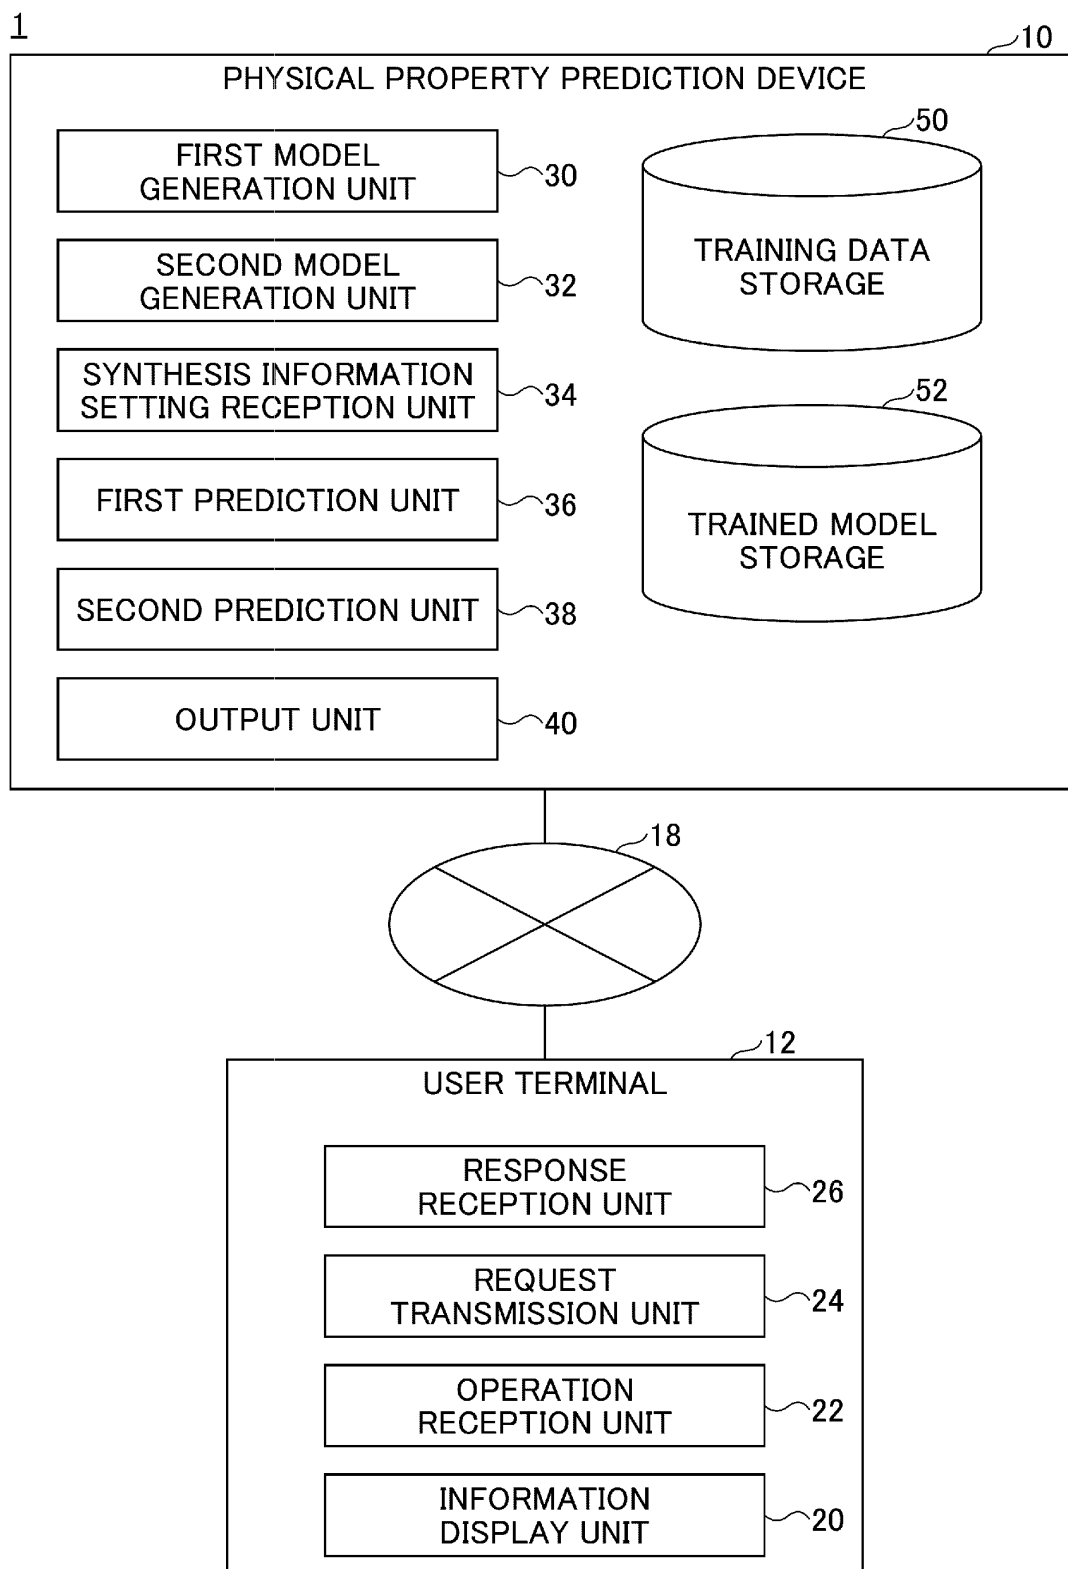 1
10
PHYSICAL PROPERTY PREDICTION DEVICE
FIRST MODEL
GENERATION UNIT
30
SECOND MODEL
GENERATION UNIT
32
SYNTHESIS INFORMATION
SETTING RECEPTION UNIT
34
FIRST PREDICTION UNIT
36
SECOND PREDICTION UNIT
38
OUTPUT UNIT
40
50
TRAINING DATA
STORAGE
52
TRAINED MODEL
STORAGE
18
12
USER TERMINAL
RESPONSE
RECEPTION UNIT
26
REQUEST
TRANSMISSION UNIT
24
OPERATION
RECEPTION UNIT
22
INFORMATION
DISPLAY UNIT
20